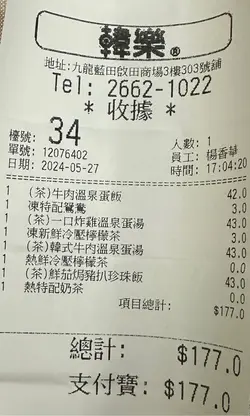 韓樂®
地址:九龍藍田啟田商場3樓303號舖
Tel: 2662-1022
* 收據 *
檯號: 34 人數: 1
單號: 12076402 員工: 楊香華
日期: 2024-05-27 時間: 17:04:20
1 (茶)牛肉溫泉蛋飯 42.0
1 凍特配鴛鴦 3.0
1 (茶)一口炸雞溫泉蛋湯 43.0
1 凍新鮮冷壓檸檬茶 3.0
1 (茶)韓式牛肉溫泉蛋湯 43.0
1 熱鮮冷壓檸檬茶 0.0
1 (茶)鮮茄焗豬扒珍珠飯 43.0
1 熱特配奶茶 0.0
項目總計: $177.0
總計: $177.0
支付寶: $177.0